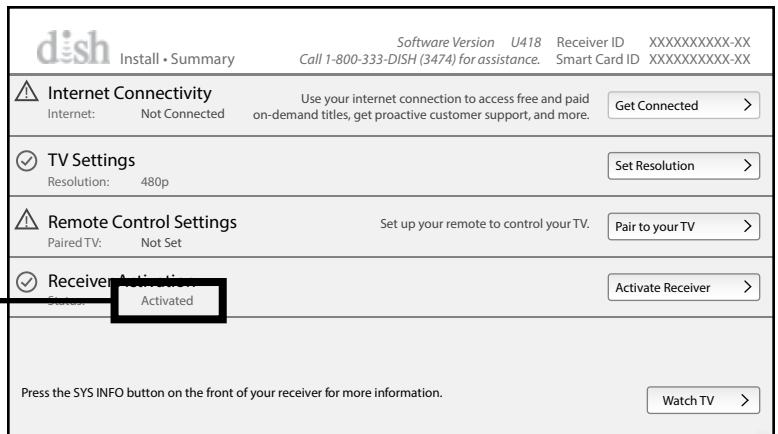 dish Install • Summary
Software Version U418 Receiver ID XXXXXXXXXX-XX
Call 1-800-333-DISH (3474) for assistance. Smart Card ID XXXXXXXXXX-XX
Internet Connectivity
Internet: Not Connected
Use your internet connection to access free and paid
on-demand titles, get proactive customer support, and more.
Get Connected >
TV Settings
Resolution: 480p
Set Resolution >
Remote Control Settings
Paired TV: Not Set
Set up your remote to control your TV.
Pair to your TV >
Receiver Activation
Status: Activated
Activate Receiver >
Press the SYS INFO button on the front of your receiver for more information.
Watch TV >